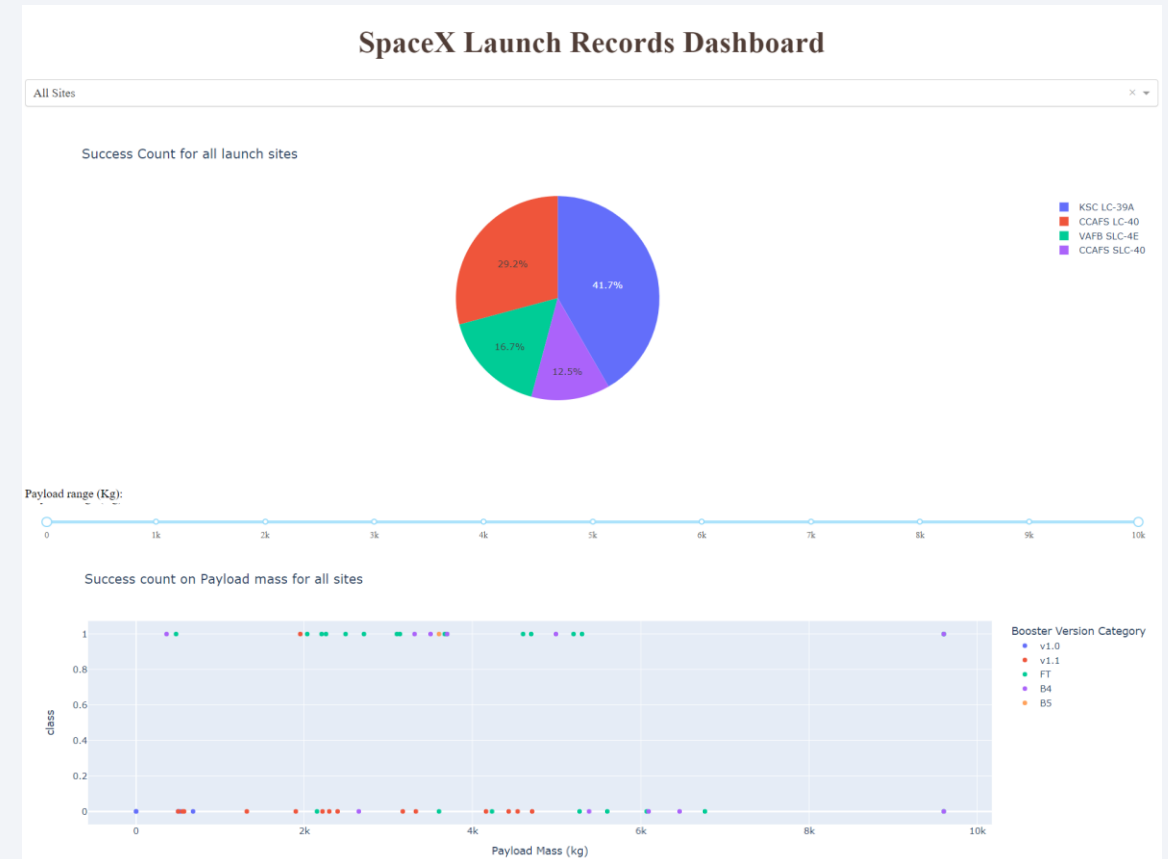 SpaceX Launch Records Dashboard
All Sites
Success Count for all launch sites
KSC LC-39A
CCAFS LC-40
VAFB SLC-4E
CCAFS SLC-40
29.2%
41.7%
16.7%
12.5%
Payload range (Kg):
0 1k 2k 3k 4k 5k 6k 7k 8k 9k 10k
Success count on Payload mass for all sites
Booster Version Category
v1.0
v1.1
FT
B4
B5
class
1
0.8
0.6
0.4
0.2
0
0 2k 4k 6k 8k 10k
Payload Mass (kg)